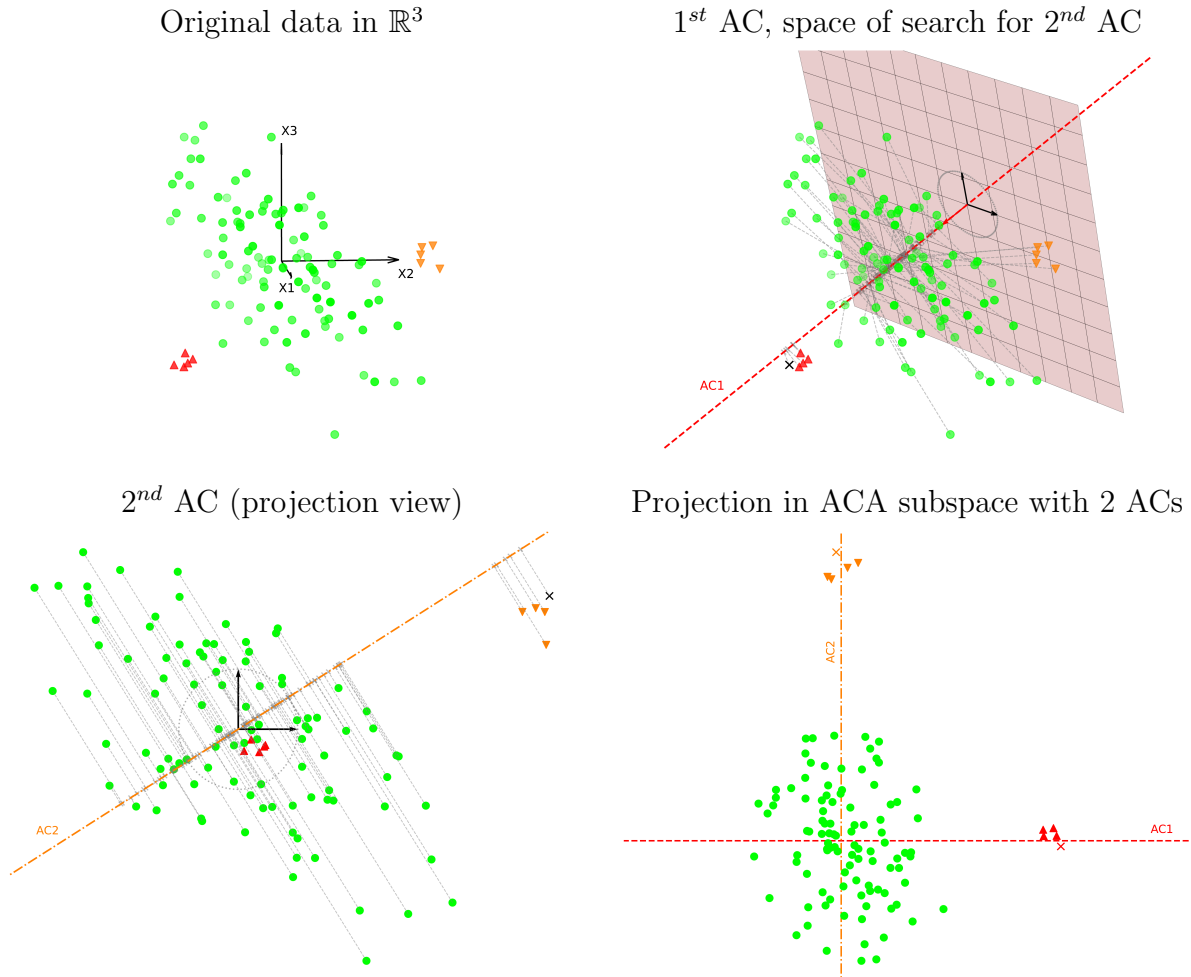 Original data in ℝ³
1ˢᵗ AC, space of search for 2ⁿᵈ AC
X3
X2
X1
AC1
2ⁿᵈ AC (projection view)
Projection in ACA subspace with 2 ACs
AC2
AC2
AC1